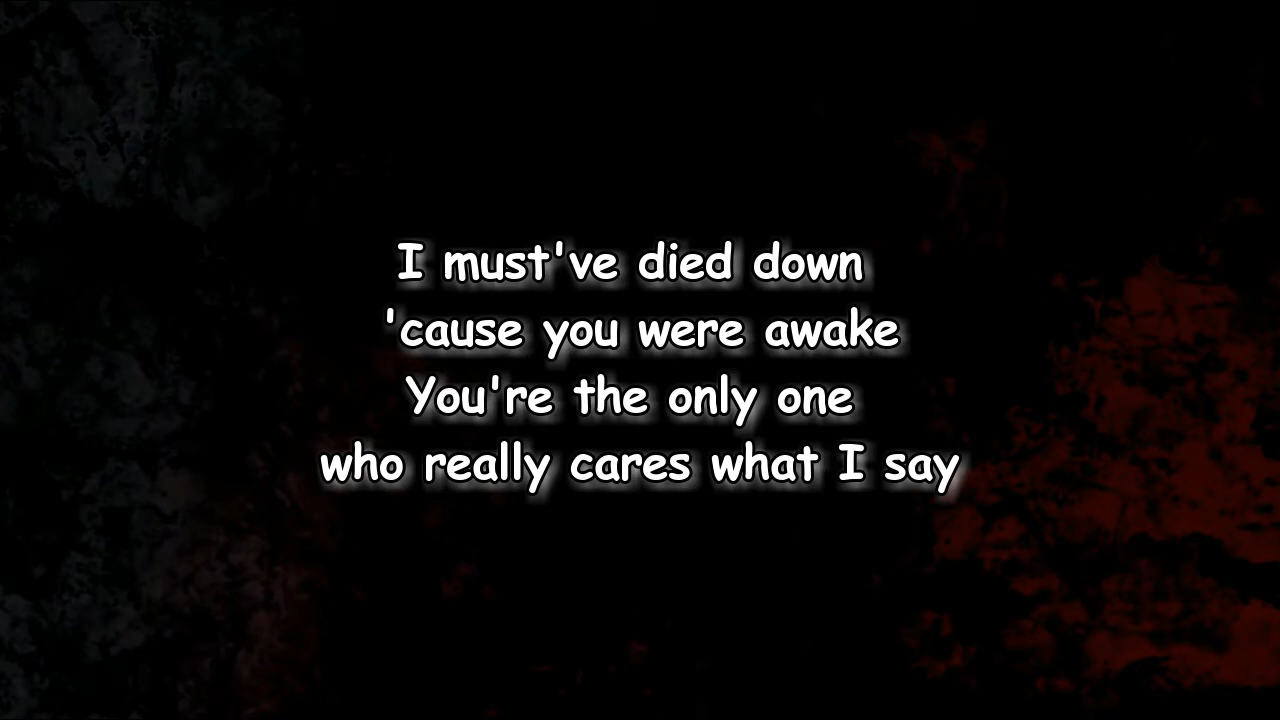 I must've died down
'cause you were awake
You're the only one
who really cares what I say